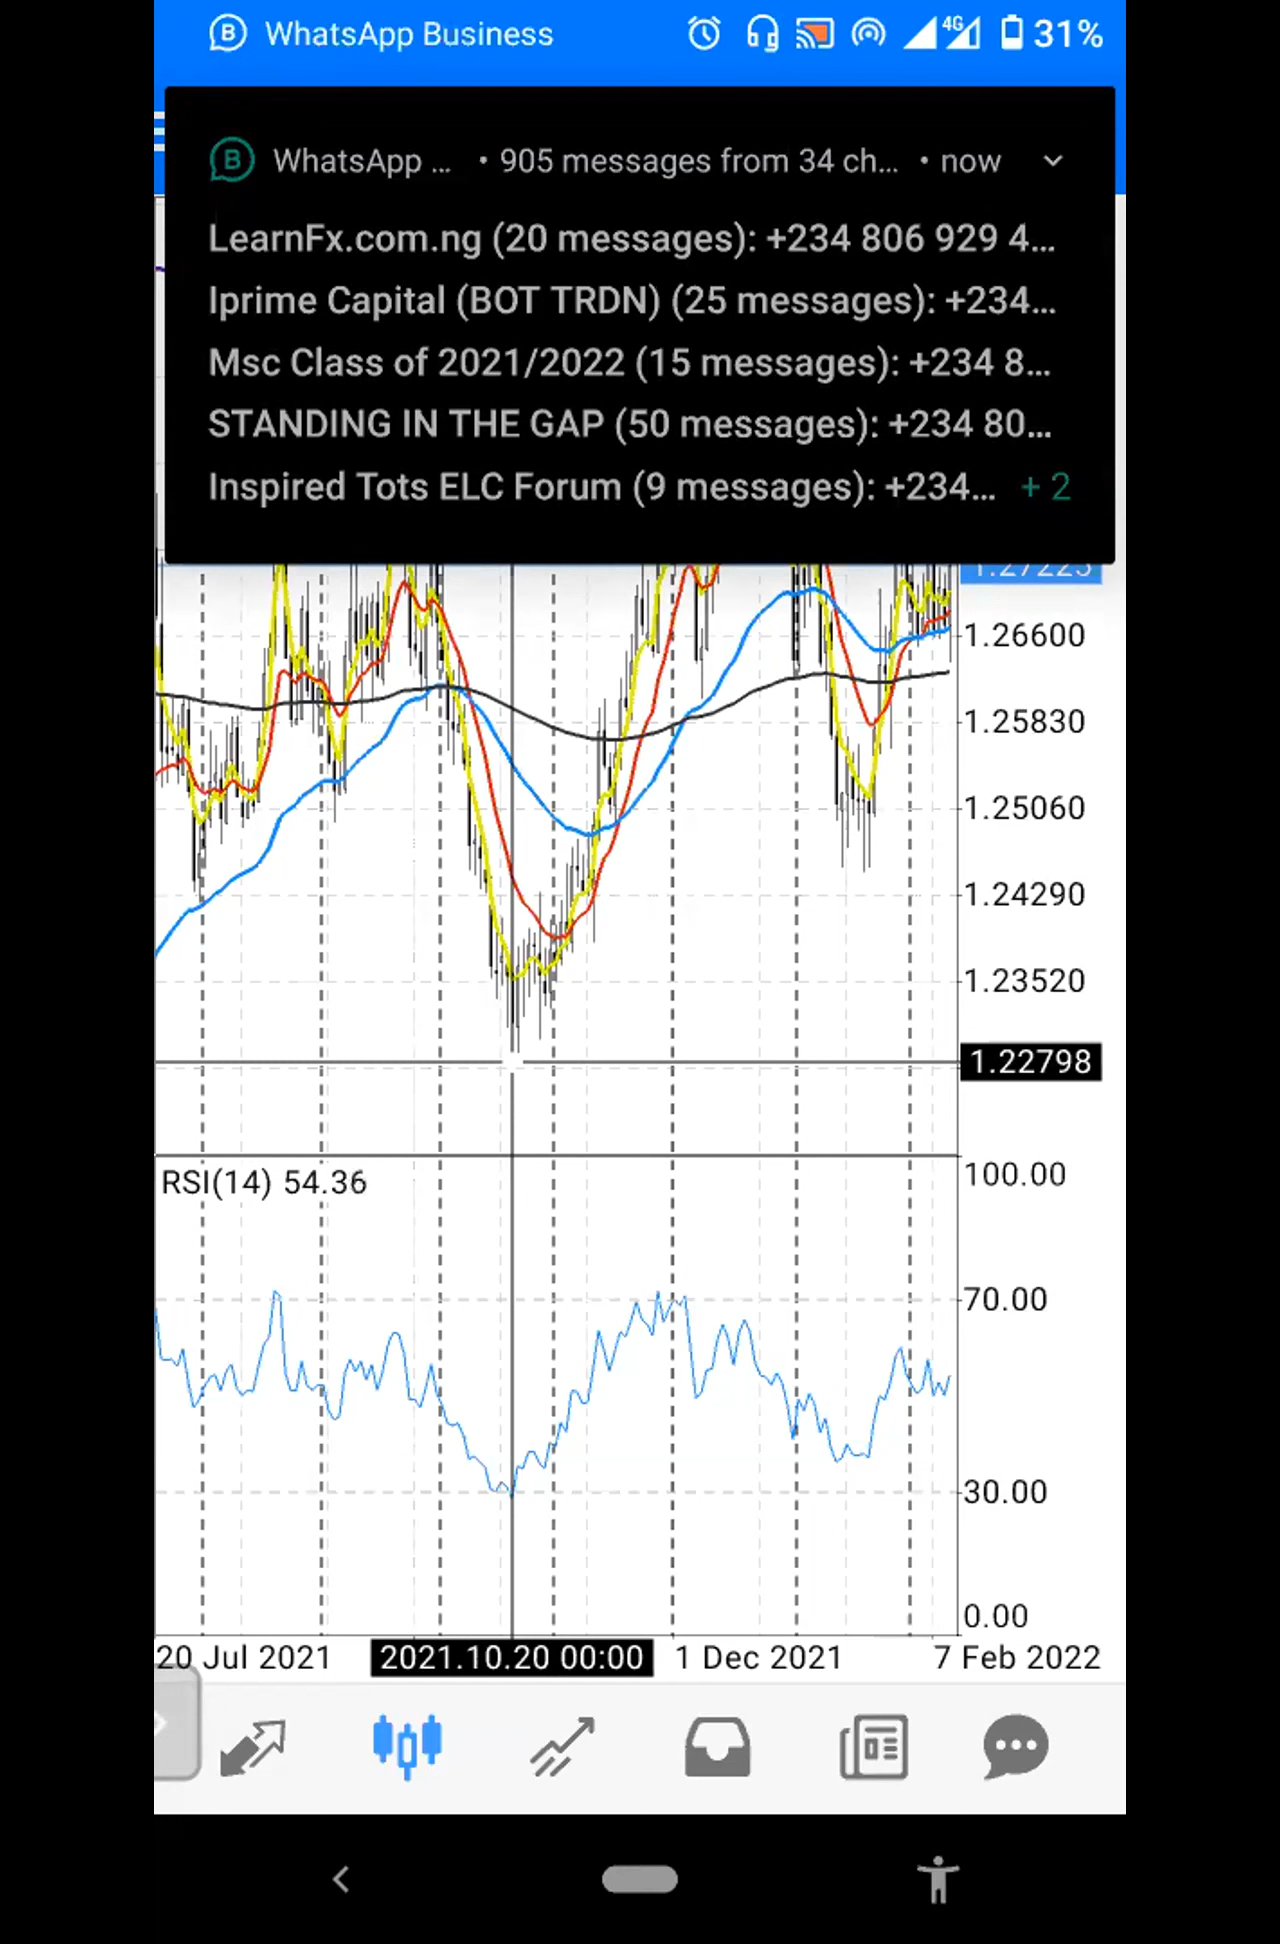 WhatsApp Business 4G 31%
WhatsApp ... • 905 messages from 34 ch... • now
LearnFx.com.ng (20 messages): +234 806 929 4...
Iprime Capital (BOT TRDN) (25 messages): +234...
Msc Class of 2021/2022 (15 messages): +234 8...
STANDING IN THE GAP (50 messages): +234 80...
Inspired Tots ELC Forum (9 messages): +234... + 2
1.27225
1.26600
1.25830
1.25060
1.24290
1.23520
1.22798
RSI(14) 54.36
100.00
70.00
30.00
0.00
20 Jul 2021 2021.10.20 00:00 1 Dec 2021 7 Feb 2022